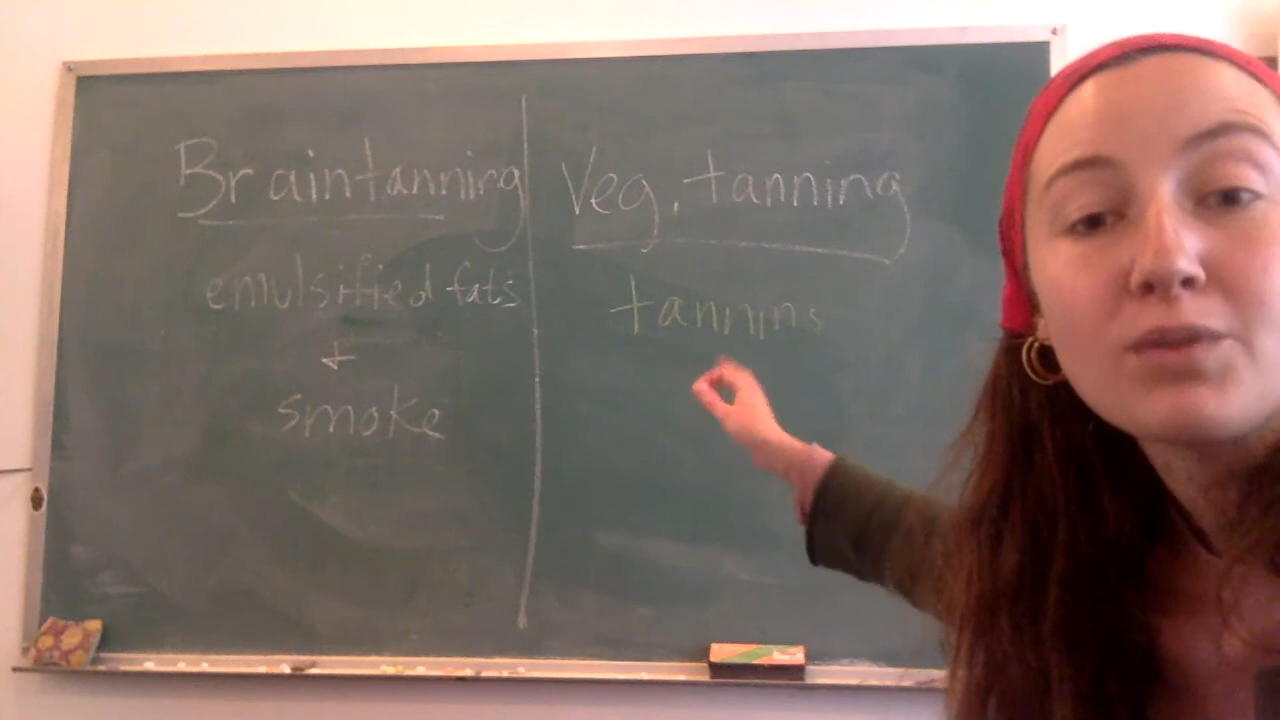 Braintanning
emulsified fats
+
smoke
Veg. tanning
tannins